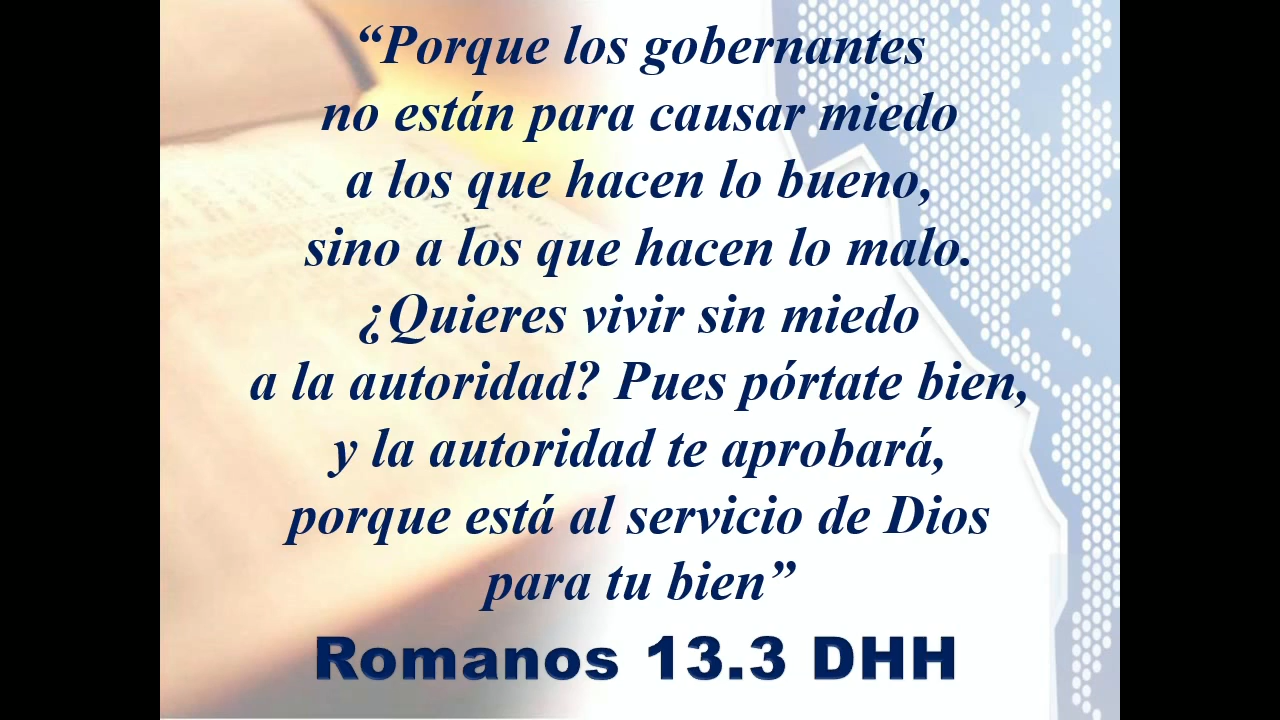 “Porque los gobernantes
no están para causar miedo
a los que hacen lo bueno,
sino a los que hacen lo malo.
¿Quieres vivir sin miedo
a la autoridad? Pues pórtate bien,
y la autoridad te aprobará,
porque está al servicio de Dios
para tu bien”
Romanos 13.3 DHH